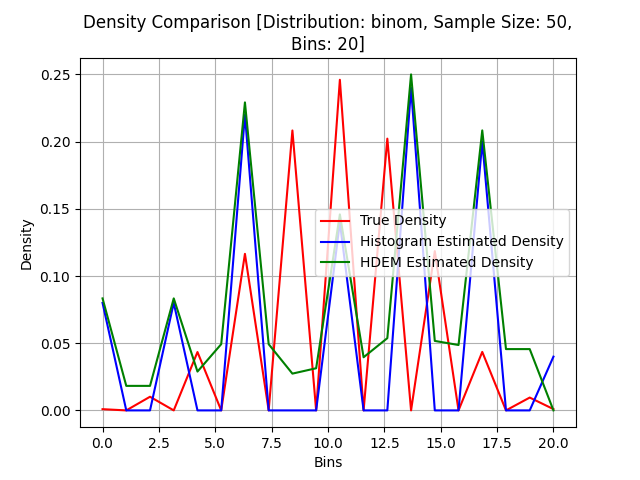 Density Comparison [Distribution: binom, Sample Size: 50,
Bins: 20]
0.25
0.20
0.15
0.10
0.05
0.00
Density
True Density
Histogram Estimated Density
HDEM Estimated Density
0.0 2.5 5.0 7.5 10.0 12.5 15.0 17.5 20.0
Bins